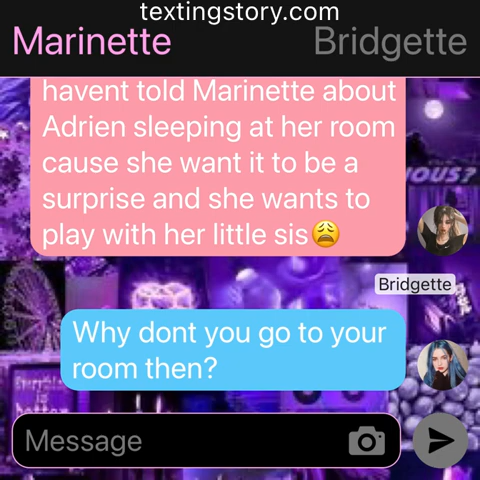 textingstory.com
Marinette
Bridgette
havent told Marinette about
Adrien sleeping at her room
cause she want it to be a
surprise and she wants to
play with her little sis😩
OUS?
Bridgette
Why dont you go to your
room then?
Message